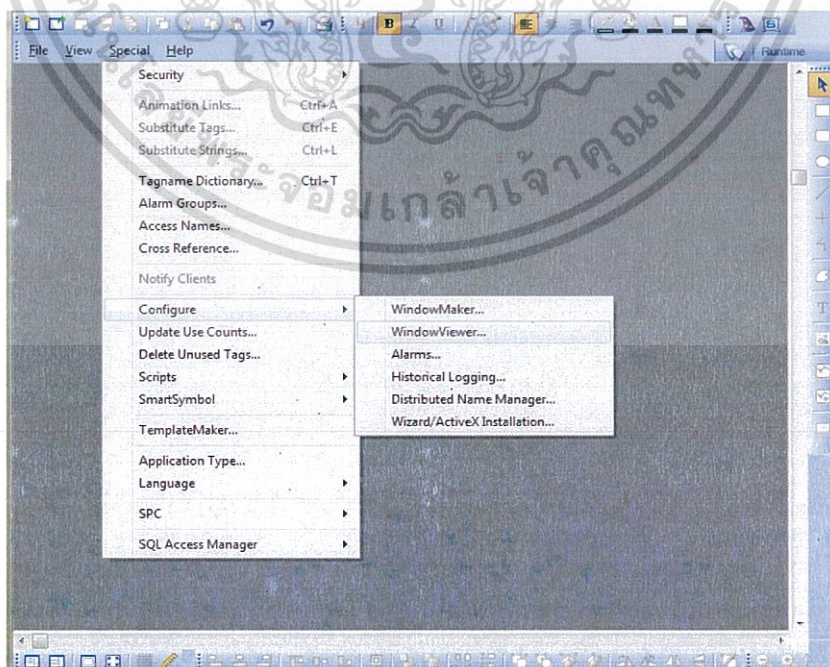 File View Special Help
Runtime
Security
Animation Links... Ctrl+A
Substitute Tags... Ctrl+E
Substitute Strings... Ctrl+L
Tagname Dictionary... Ctrl+T
Alarm Groups...
Access Names...
Cross Reference...
Notify Clients
Configure
Update Use Counts...
Delete Unused Tags...
Scripts
SmartSymbol
TemplateMaker...
Application Type...
Language
SPC
SQL Access Manager
WindowMaker...
WindowViewer...
Alarms...
Historical Logging...
Distributed Name Manager...
Wizard/ActiveX Installation...